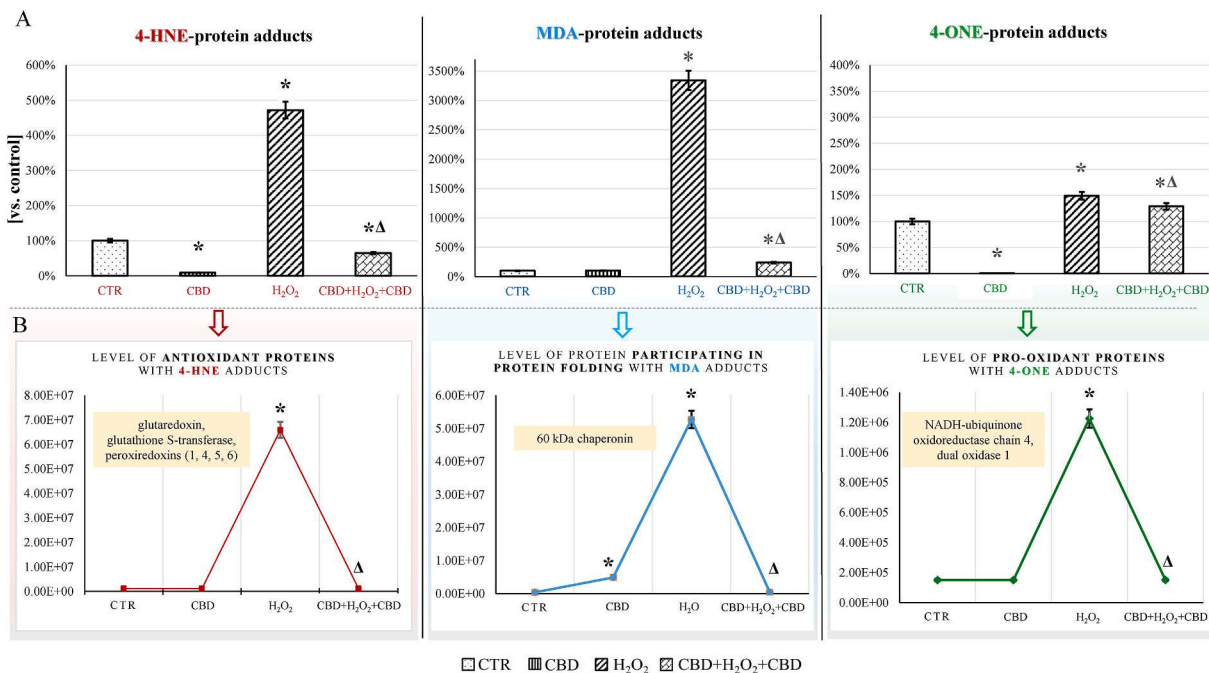 A
4-HNE-protein adducts
[vs. control]
600%
500%
400%
300%
200%
100%
0%
*
*
*Δ
CTR
CBD
H₂O₂
CBD+H₂O₂+CBD
MDA-protein adducts
3500%
3000%
2500%
2000%
1500%
1000%
500%
0%
*
*Δ
CTR
CBD
H₂O₂
CBD+H₂O₂+CBD
4-ONE-protein adducts
400%
350%
300%
250%
200%
150%
100%
50%
0%
*
*
*Δ
CTR
CBD
H₂O₂
CBD+H₂O₂+CBD
B
LEVEL OF ANTIOXIDANT PROTEINS
WITH 4-HNE ADDUCTS
8.00E+07
7.00E+07
6.00E+07
5.00E+07
4.00E+07
3.00E+07
2.00E+07
1.00E+07
0.00E+00
glutaredoxin,
glutathione S-transferase,
peroxiredoxins (1, 4, 5, 6)
*
Δ
CTR
CBD
H₂O₂
CBD+H₂O₂+CBD
LEVEL OF PROTEIN PARTICIPATING IN
PROTEIN FOLDING WITH MDA ADDUCTS
6.00E+07
5.00E+07
4.00E+07
3.00E+07
2.00E+07
1.00E+07
0.00E+00
60 kDa chaperonin
*
*
Δ
CTR
CBD
H₂O
CBD+H₂O₂+CBD
LEVEL OF PRO-OXIDANT PROTEINS
WITH 4-ONE ADDUCTS
1.40E+06
1.20E+06
1.00E+06
8.00E+05
6.00E+05
4.00E+05
2.00E+05
0.00E+00
NADH-ubiquinone
oxidoreductase chain 4,
dual oxidase 1
*
Δ
CTR
CBD
H₂O₂
CBD+H₂O₂+CBD
CTR CBD H₂O₂ CBD+H₂O₂+CBD